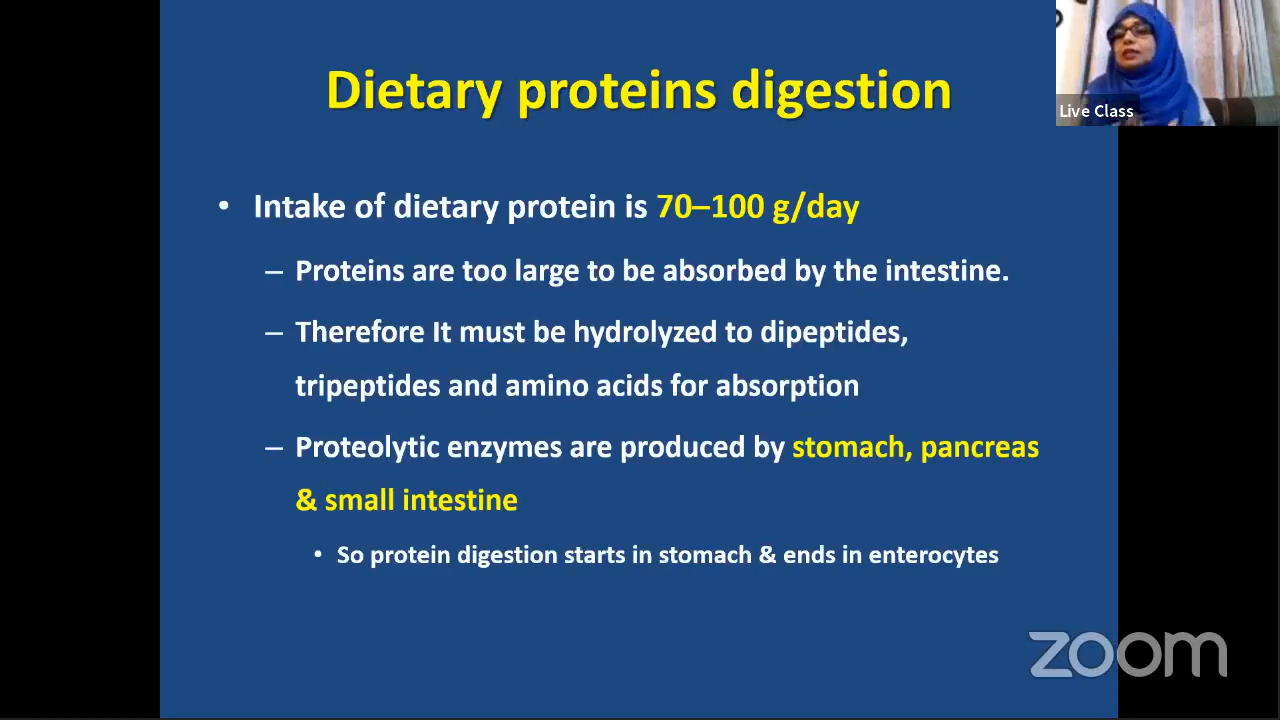 Dietary proteins digestion
Live Class
• Intake of dietary protein is 70–100 g/day
– Proteins are too large to be absorbed by the intestine.
– Therefore It must be hydrolyzed to dipeptides,
tripeptides and amino acids for absorption
– Proteolytic enzymes are produced by stomach, pancreas
& small intestine
• So protein digestion starts in stomach & ends in enterocytes
zoom